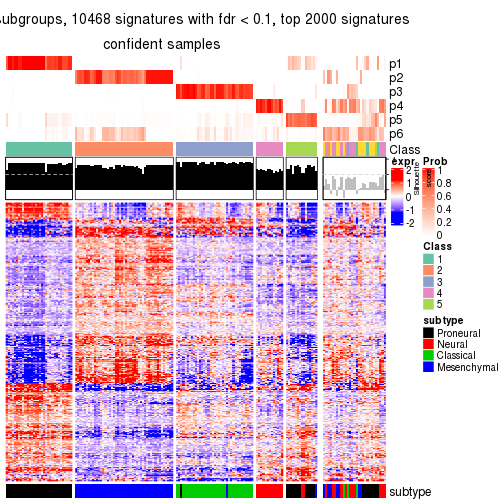 subgroups, 10468 signatures with fdr < 0.1, top 2000 signatures
confident samples
p1
p2
p3
p4
p5
p6
Class
expr
2
1
0
-1
-2
Silhouette
score
Prob
1
0.8
0.6
0.4
0.2
0
Class
1
2
3
4
5
subtype
Proneural
Neural
Classical
Mesenchymal
subtype